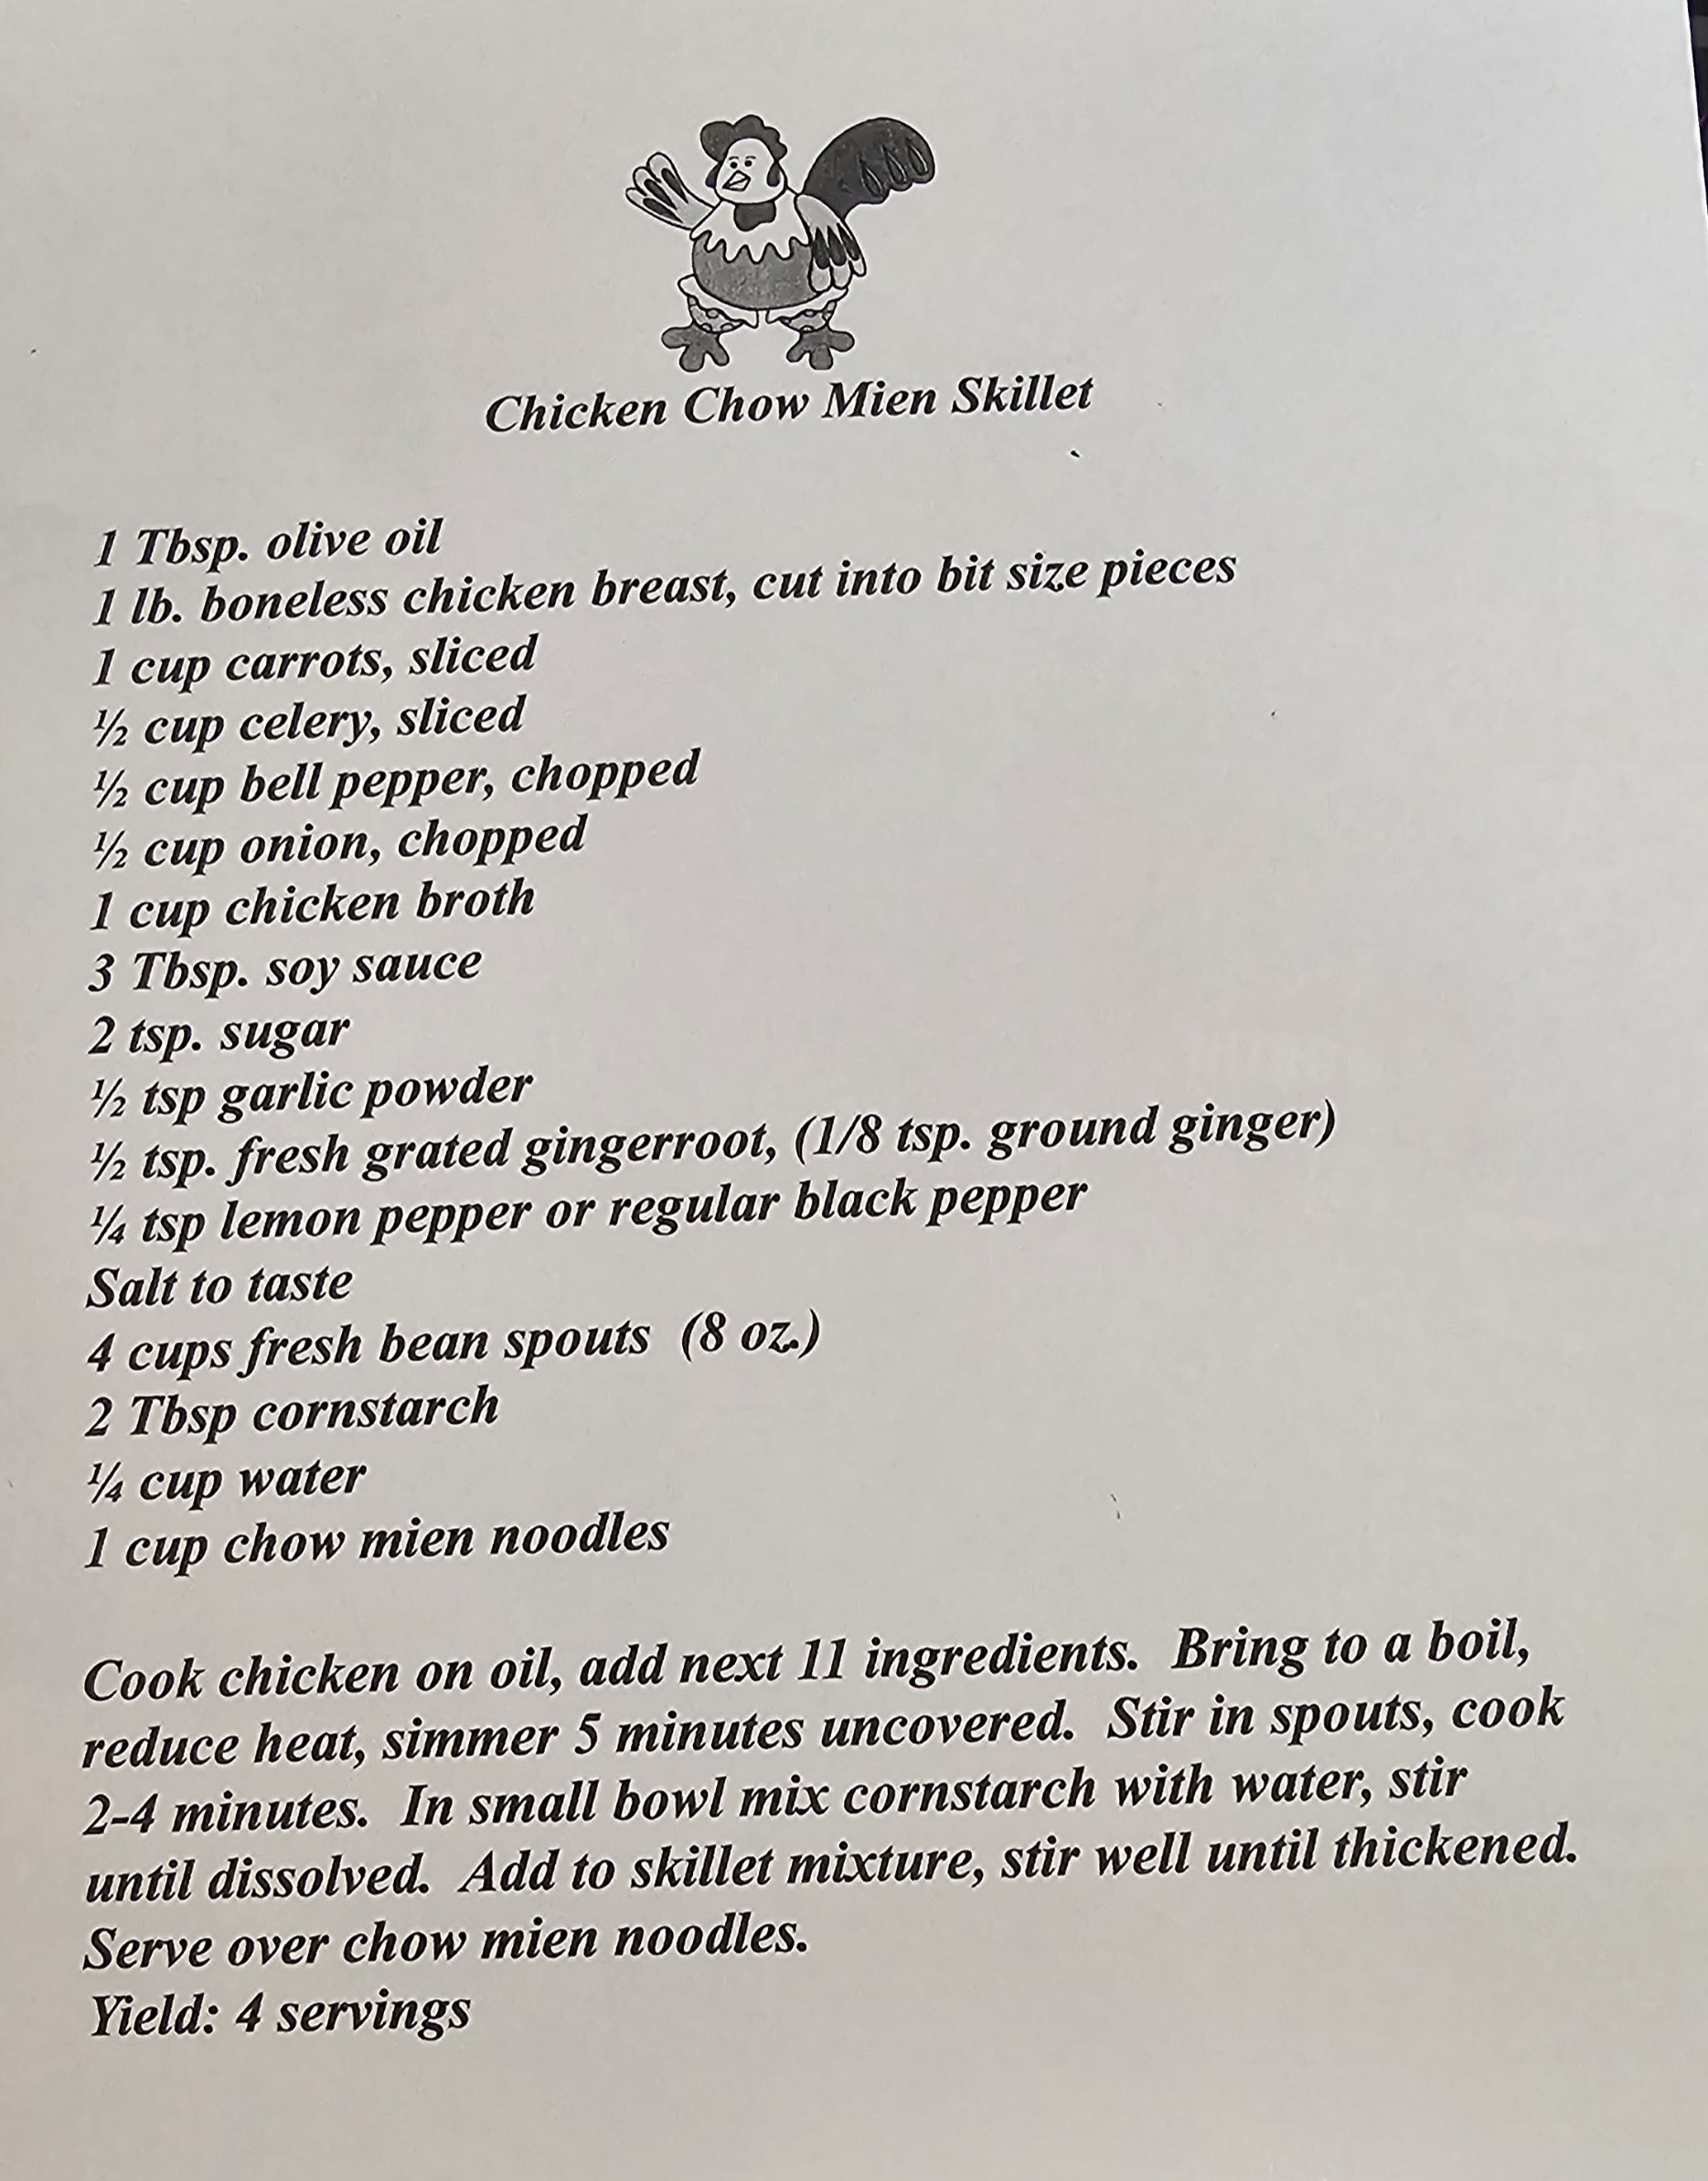 Chicken Chow Mien Skillet
1 Tbsp. olive oil
1 lb. boneless chicken breast, cut into bit size pieces
1 cup carrots, sliced
½ cup celery, sliced
½ cup bell pepper, chopped
½ cup onion, chopped
1 cup chicken broth
3 Tbsp. soy sauce
2 tsp. sugar
½ tsp garlic powder
½ tsp. fresh grated gingerroot, (1/8 tsp. ground ginger)
¼ tsp lemon pepper or regular black pepper
Salt to taste
4 cups fresh bean spouts (8 oz.)
2 Tbsp cornstarch
¼ cup water
1 cup chow mien noodles
Cook chicken on oil, add next 11 ingredients. Bring to a boil,
reduce heat, simmer 5 minutes uncovered. Stir in spouts, cook
2-4 minutes. In small bowl mix cornstarch with water, stir
until dissolved. Add to skillet mixture, stir well until thickened.
Serve over chow mien noodles.
Yield: 4 servings